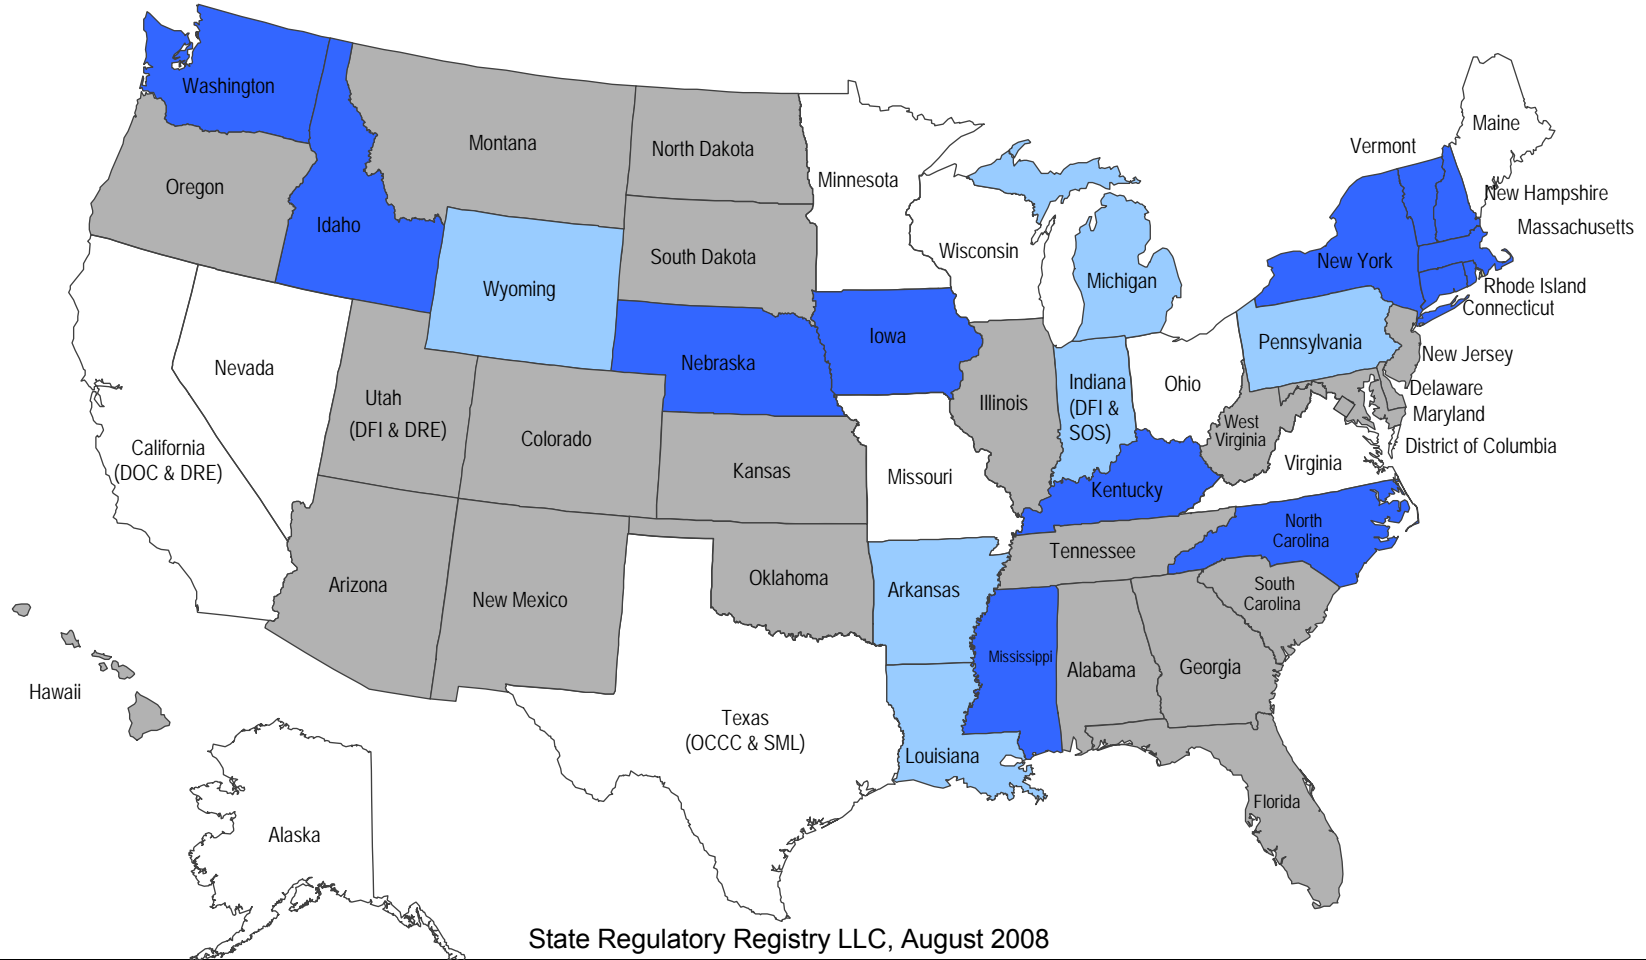 Washington
Oregon
Idaho
Montana
North Dakota
South Dakota
Wyoming
Minnesota
Wisconsin
Michigan
Maine
Vermont
New Hampshire
Massachusetts
New York
Rhode Island
Connecticut
Pennsylvania
New Jersey
Delaware
Maryland
District of Columbia
Nevada
Utah
(DFI & DRE)
California
(DOC & DRE)
Colorado
Nebraska
Iowa
Kansas
Missouri
Illinois
Indiana
(DFI &
SOS)
Ohio
West
Virginia
Virginia
Kentucky
North
Carolina
Tennessee
South
Carolina
Arizona
New Mexico
Oklahoma
Arkansas
Mississippi
Alabama
Georgia
Hawaii
Texas
(OCCC & SML)
Louisiana
Florida
Alaska
State Regulatory Registry LLC, August 2008